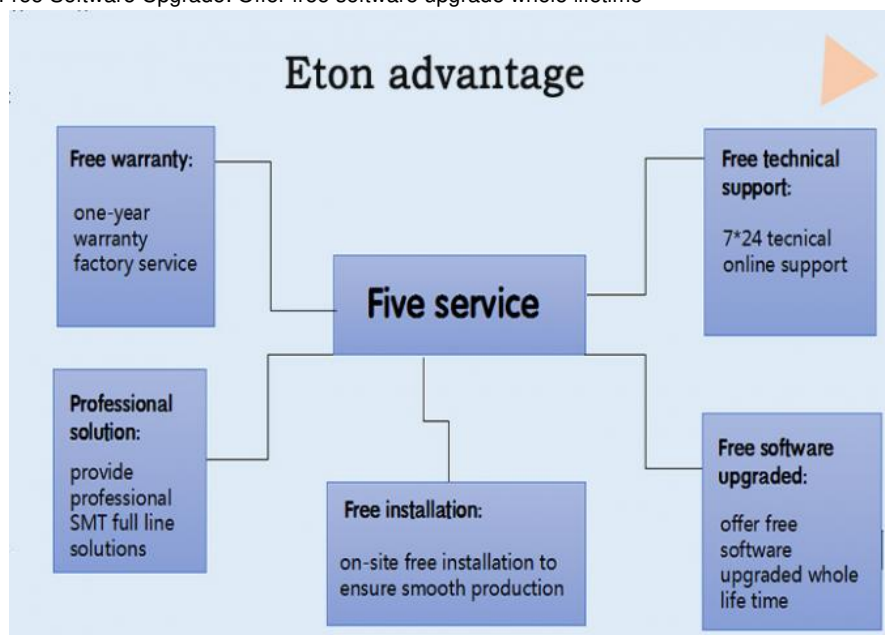 Free Software Upgrade: Offer free software upgrade whole lifetime
Eton advantage
Free warranty:
one-year
warranty
factory service
Free technical
support:
7*24 tecnical
online support
Five service
Professional
solution:
provide
professional
SMT full line
solutions
Free installation:
on-site free installation to
ensure smooth production
Free software
upgraded:
offer free
software
upgraded whole
life time